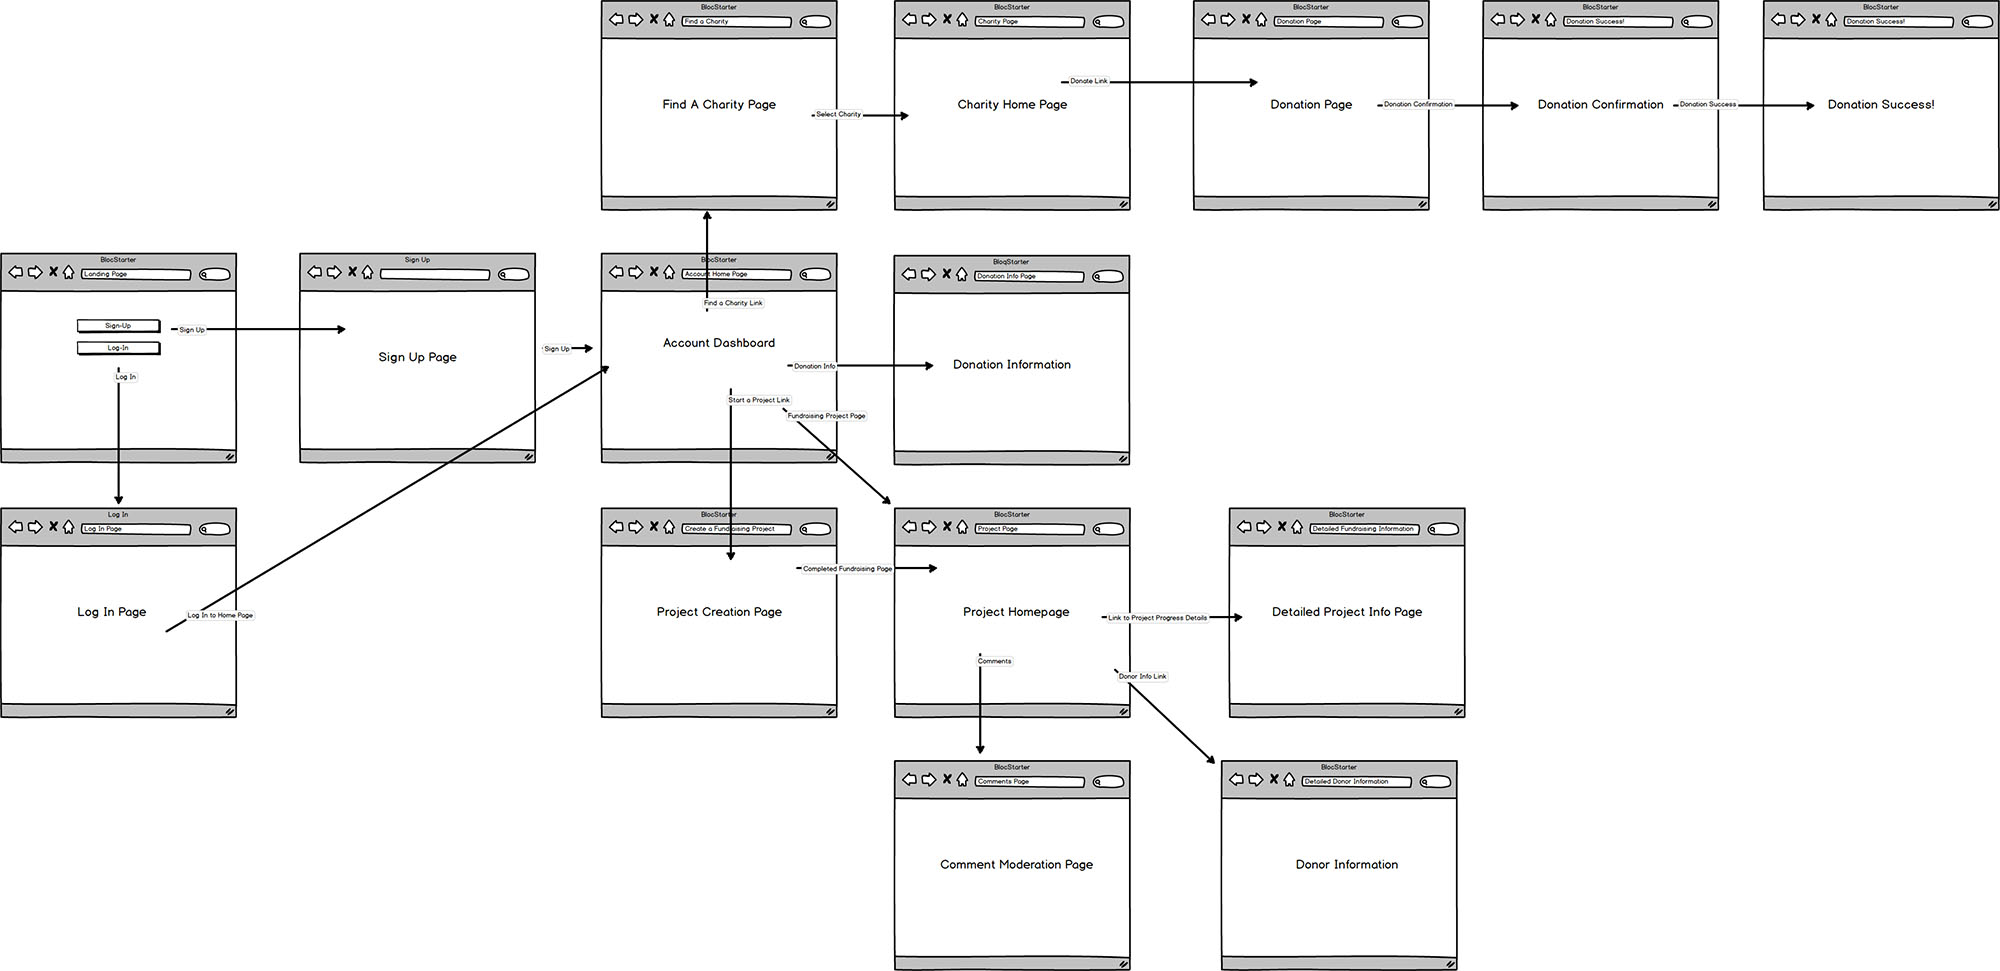 BlocStarter
Find a Charity
Find A Charity Page
Select Charity
BlocStarter
Charity Page
Donate Link
Charity Home Page
BlocStarter
Donation Page
Donation Page
Donation Confirmation
BlocStarter
Donation Success!
Donation Confirmation
Donation Success
BlocStarter
Donation Success!
Donation Success!
BlocStarter
Landing Page
Sign-Up
Log-In
Sign Up
Log In
Sign Up
Sign Up Page
Sign Up
BlocStarter
Account Home Page
Find a Charity Link
Account Dashboard
Donation Info
Start a Project Link
Fundraising Project Page
BloqStarter
Donation Info Page
Donation Information
Log In
Log In Page
Log In Page
Log In to Home Page
BlocStarter
Create a Fundraising Project
Completed Fundraising Page
Project Creation Page
BlocStarter
Project Page
Project Homepage
Link to Project Progress Details
Comments
Donor Info Link
BlocStarter
Detailed Fundraising Information
Detailed Project Info Page
BlocStarter
Comments Page
Comment Moderation Page
BlocStarter
Detailed Donor Information
Donor Information